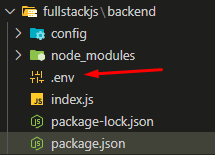 fullstackjs\backend
config
node_modules
.env
index.js
package-lock.json
package.json